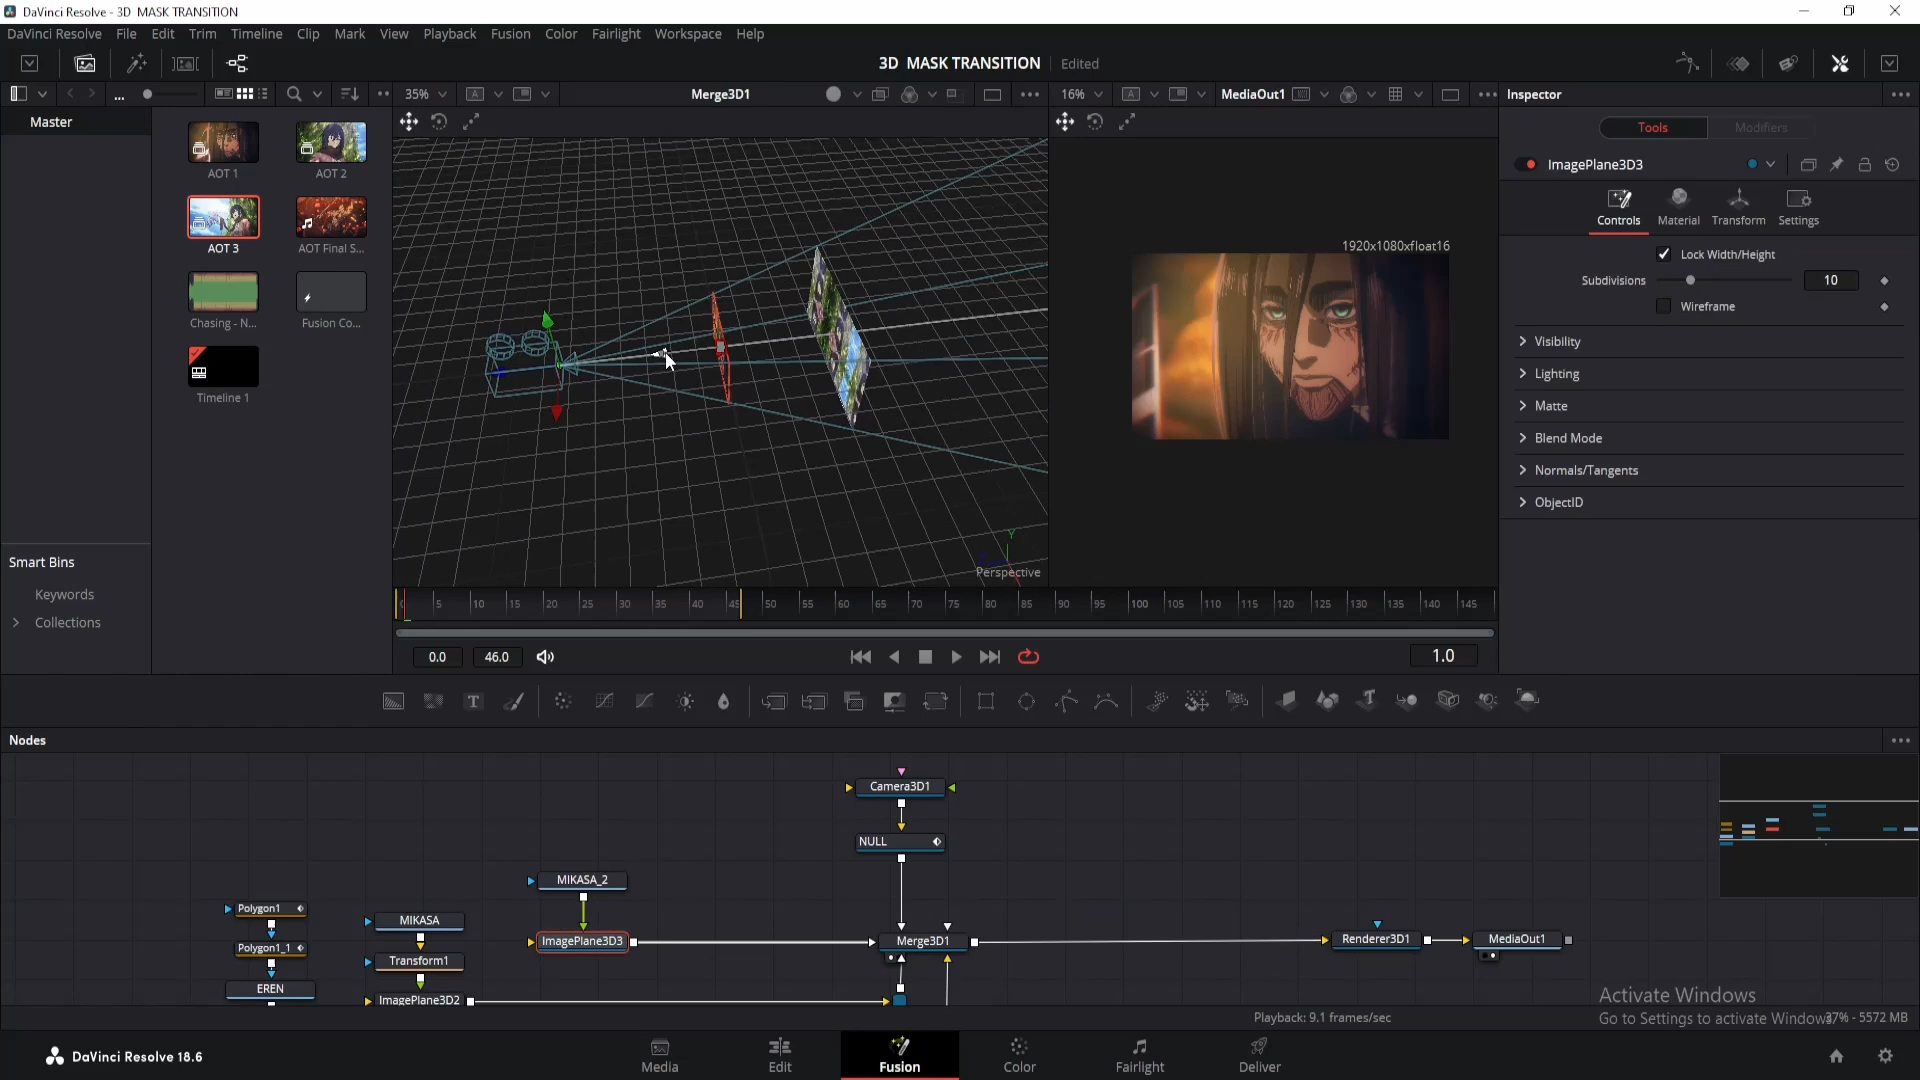 DaVinci Resolve - 3D  MASK TRANSITION
DaVinci Resolve File Edit Trim Timeline Clip Mark View Playback Fusion Color Fairlight Workspace Help
3D  MASK TRANSITION Edited
... 35% Merge3D1 ... 16% MediaOut1 ... Inspector ...
Master
Tools Modifiers
ImagePlane3D3
AOT 1 AOT 2
Controls Material Transform Settings
AOT 3 AOT Final S...
1920x1080xfloat16
Lock Width/Height
Subdivisions 10
Wireframe
Chasing - N... Fusion Co...
Visibility
Lighting
Timeline 1
Matte
Blend Mode
Normals/Tangents
ObjectID
Y
Perspective
Smart Bins
Keywords
Collections
5 10 15 20 25 30 35 40 45 50 55 60 65 70 75 80 85 90 95 100 105 110 115 120 125 130 135 140 145
0.0 46.0 1.0
Nodes
Camera3D1
NULL
MIKASA_2
Polygon1
MIKASA
ImagePlane3D3 Merge3D1 Renderer3D1 MediaOut1
Polygon1_1
Transform1
EREN
ImagePlane3D2
Activate Windows
Go to Settings to activate Windows.
Playback: 9.1 frames/sec
37% - 5572 MB
DaVinci Resolve 18.6
Media Edit Fusion Color Fairlight Deliver